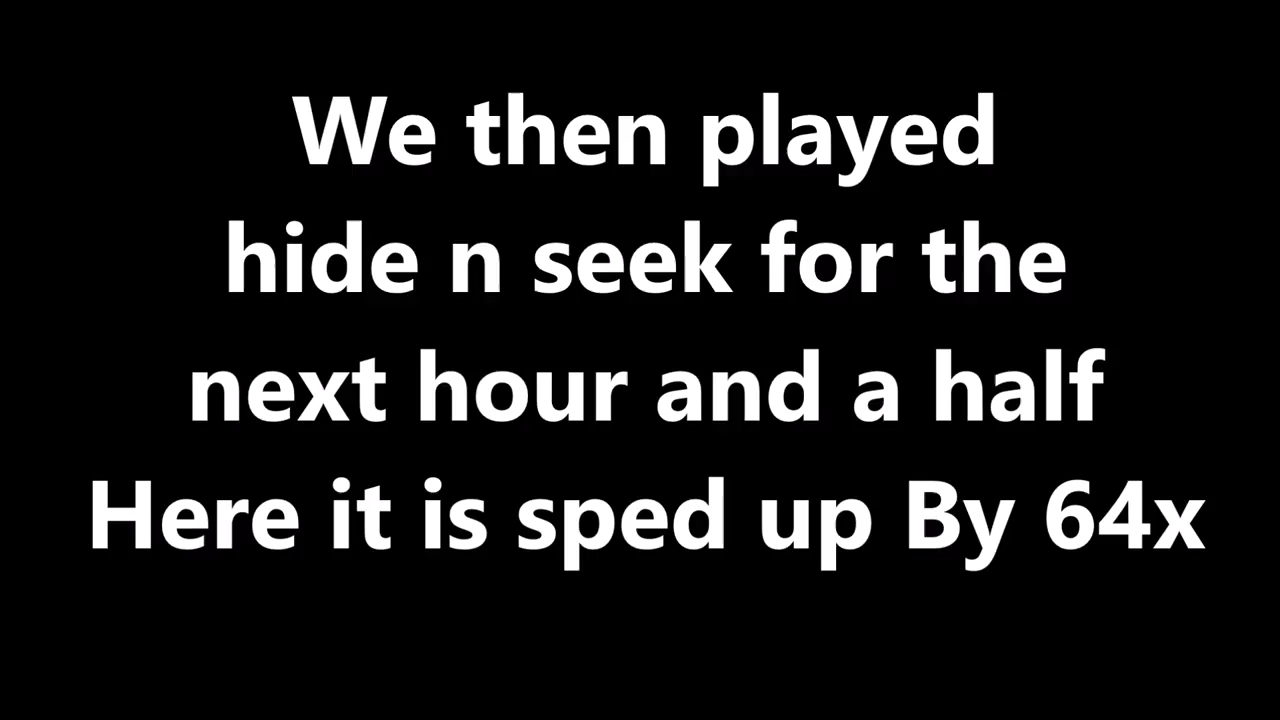 We then played
hide n seek for the
next hour and a half
Here it is sped up By 64x